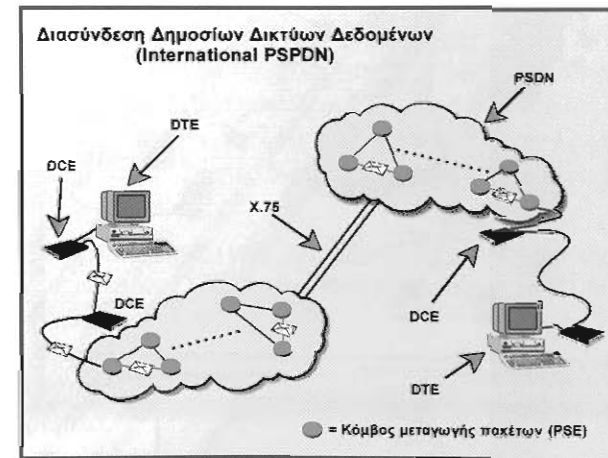 Διασύνδεση Δημοσίων Δικτύων Δεδομένων
(International PSPDN)
PSDN
DTE
DCE
X.75
DCE
DCE
DTE
= Κόμβος μεταγωγής πακέτων (PSE)